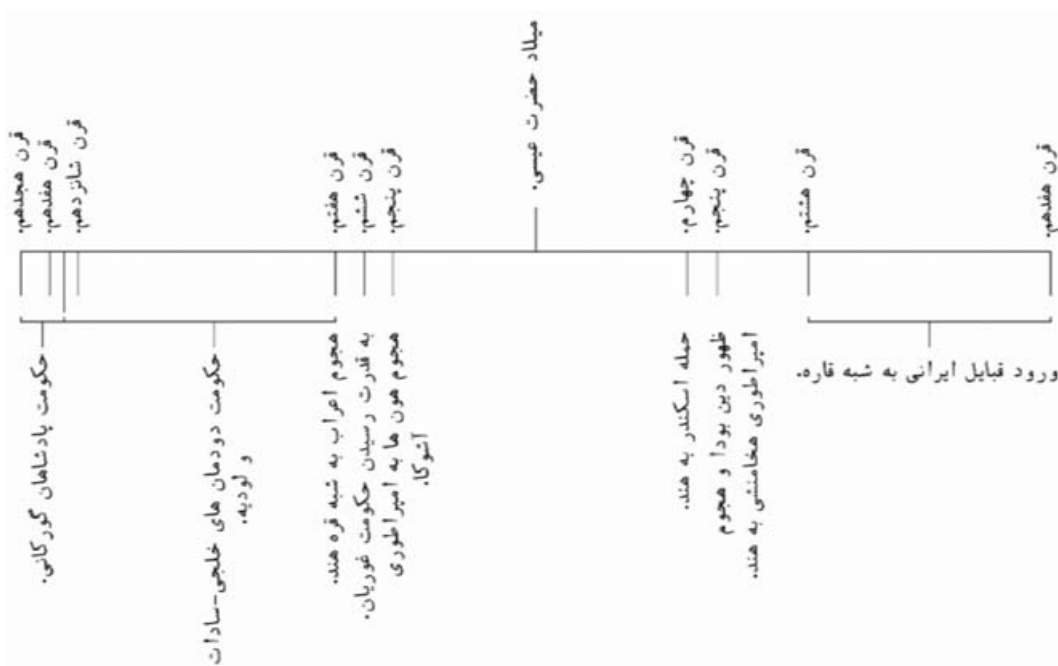 میلاد حضرت عیسی.
قرن هفدهم.
قرن هشتم.
قرن پنجم.
قرن چهارم.
قرن پنجم.
قرن ششم.
قرن هفتم.
قرن شانزدهم.
قرن هفدهم.
قرن هجدهم.
ورود قبایل ایرانی به شبه قاره.
ظهور دین بودا و هجوم
امپراطوری هخامنشی به هند.
حمله اسکندر به هند.
هجوم هون ها به امپراطوری
آشوکا.
به قدرت رسیدن حکومت غوریان.
هجوم اعراب به شبه قره هند.
حکومت دودمان های خلجی-سادات
و لودیه.
حکومت پادشاهان گورکانی.